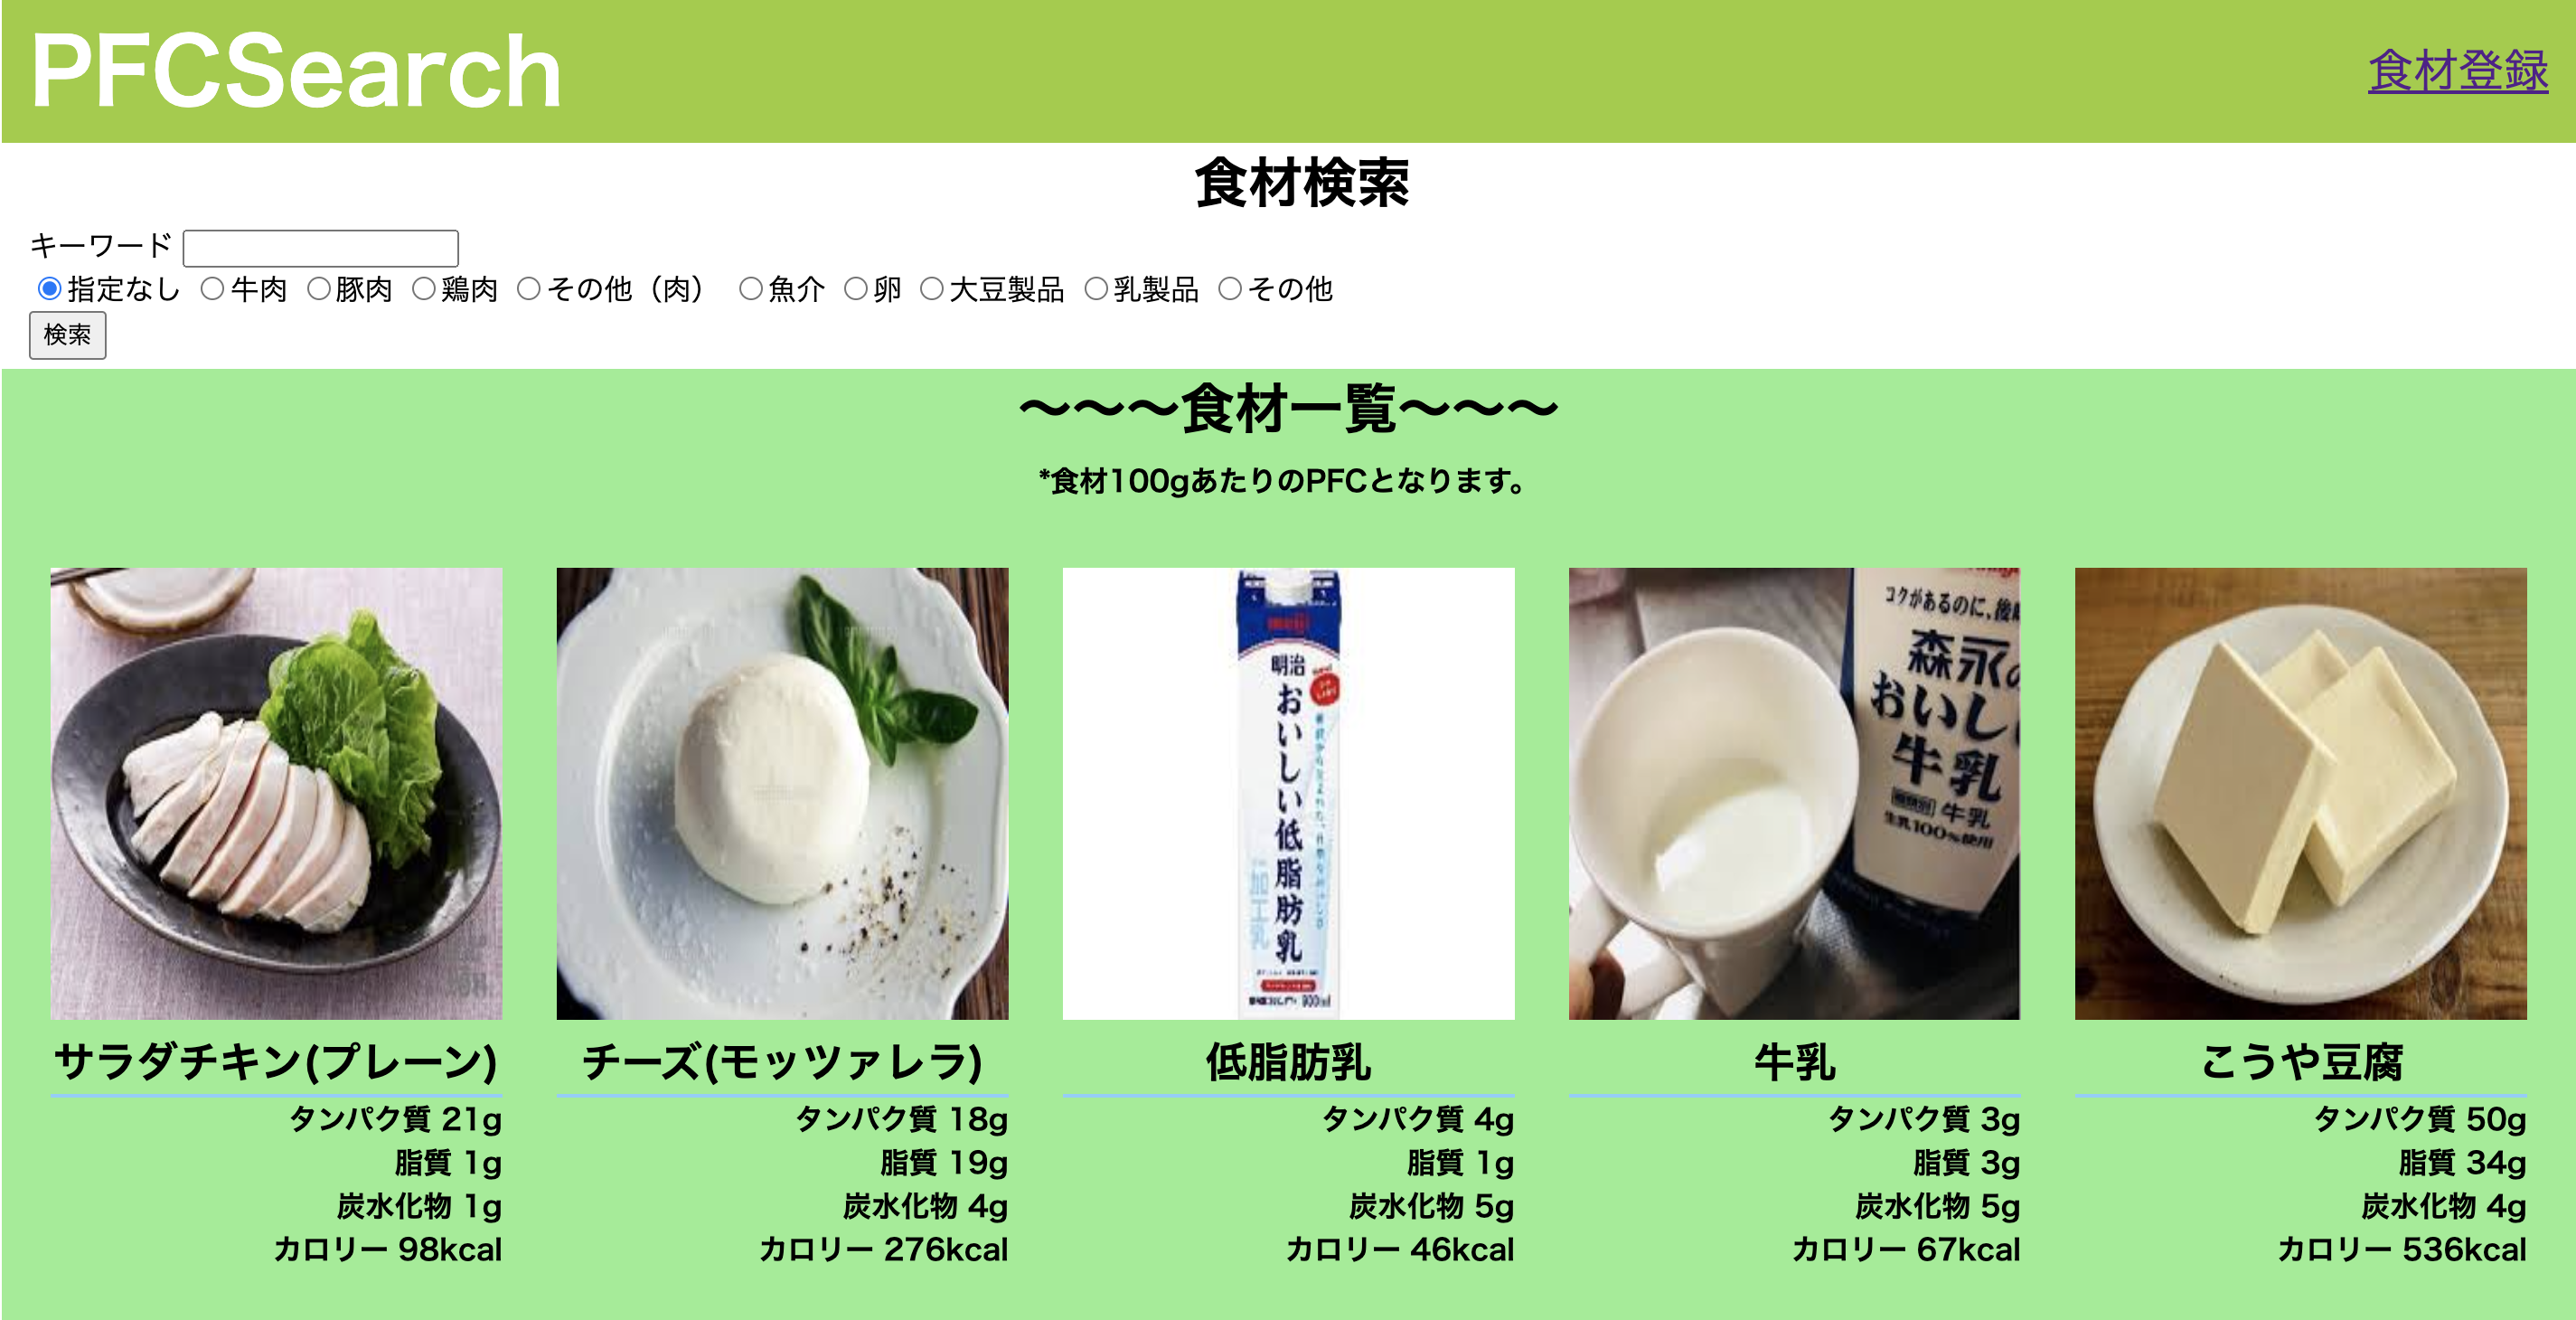 PFCSearch
食材登録
食材検索
キーワード
指定なし 牛肉 豚肉 鶏肉 その他（肉） 魚介 卵 大豆製品 乳製品 その他
検索
〜〜〜食材一覧〜〜〜
*食材100gあたりのPFCとなります。
meiji
明治
おいしい低脂肪乳
加工乳
900ml
コクがあるのに、後
森永の
おいし
牛乳
種類別 牛乳
生乳100%使用
サラダチキン(プレーン)
タンパク質 21g
脂質 1g
炭水化物 1g
カロリー 98kcal
チーズ(モッツァレラ)
タンパク質 18g
脂質 19g
炭水化物 4g
カロリー 276kcal
低脂肪乳
タンパク質 4g
脂質 1g
炭水化物 5g
カロリー 46kcal
牛乳
タンパク質 3g
脂質 3g
炭水化物 5g
カロリー 67kcal
こうや豆腐
タンパク質 50g
脂質 34g
炭水化物 4g
カロリー 536kcal